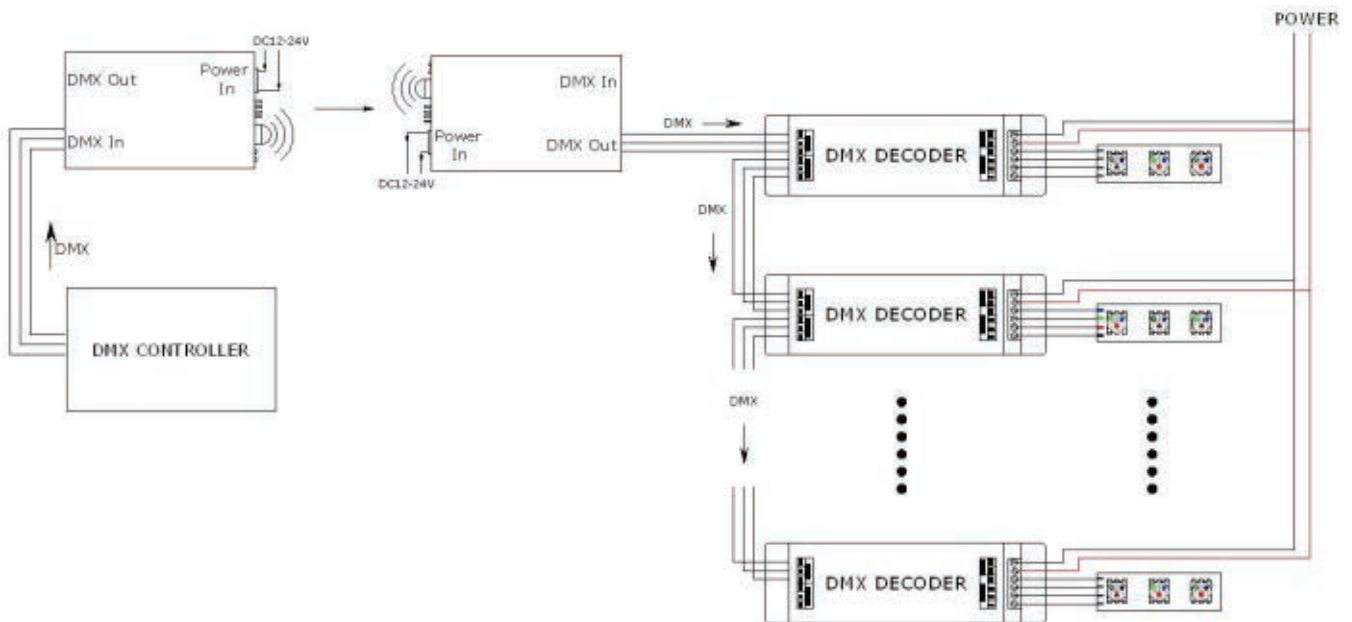 POWER
DC12-24V
DMX Out
Power
In
DMX In
DMX In
Power
In
DMX Out
DC12-24V
DMX
DMX DECODER
DMX
DMX
DMX CONTROLLER
DMX DECODER
DMX
DMX DECODER